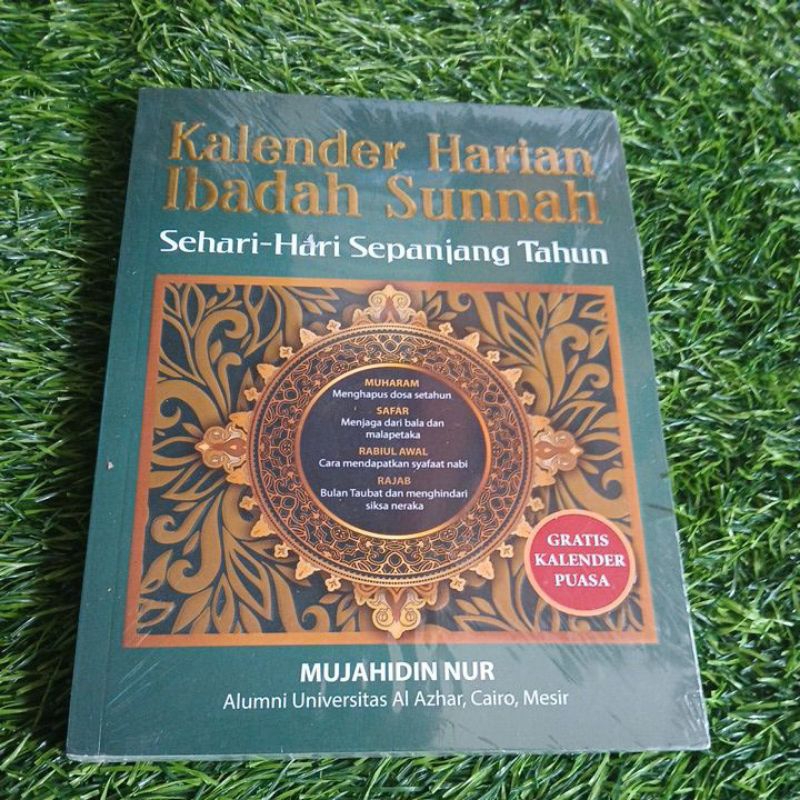 Kalender Harian
Ibadah Sunnah
Sehari-Hari Sepanjang Tahun
MUHARAM
Menghapus dosa setahun
SAFAR
Menjaga dari bala dan
malapetaka
RABIUL AWAL
Cara mendapatkan syafaat nabi
RAJAB
Bulan Taubat dan menghindari
siksa neraka
GRATIS
KALENDER
PUASA
MUJAHIDIN NUR
Alumni Universitas Al Azhar, Cairo, Mesir